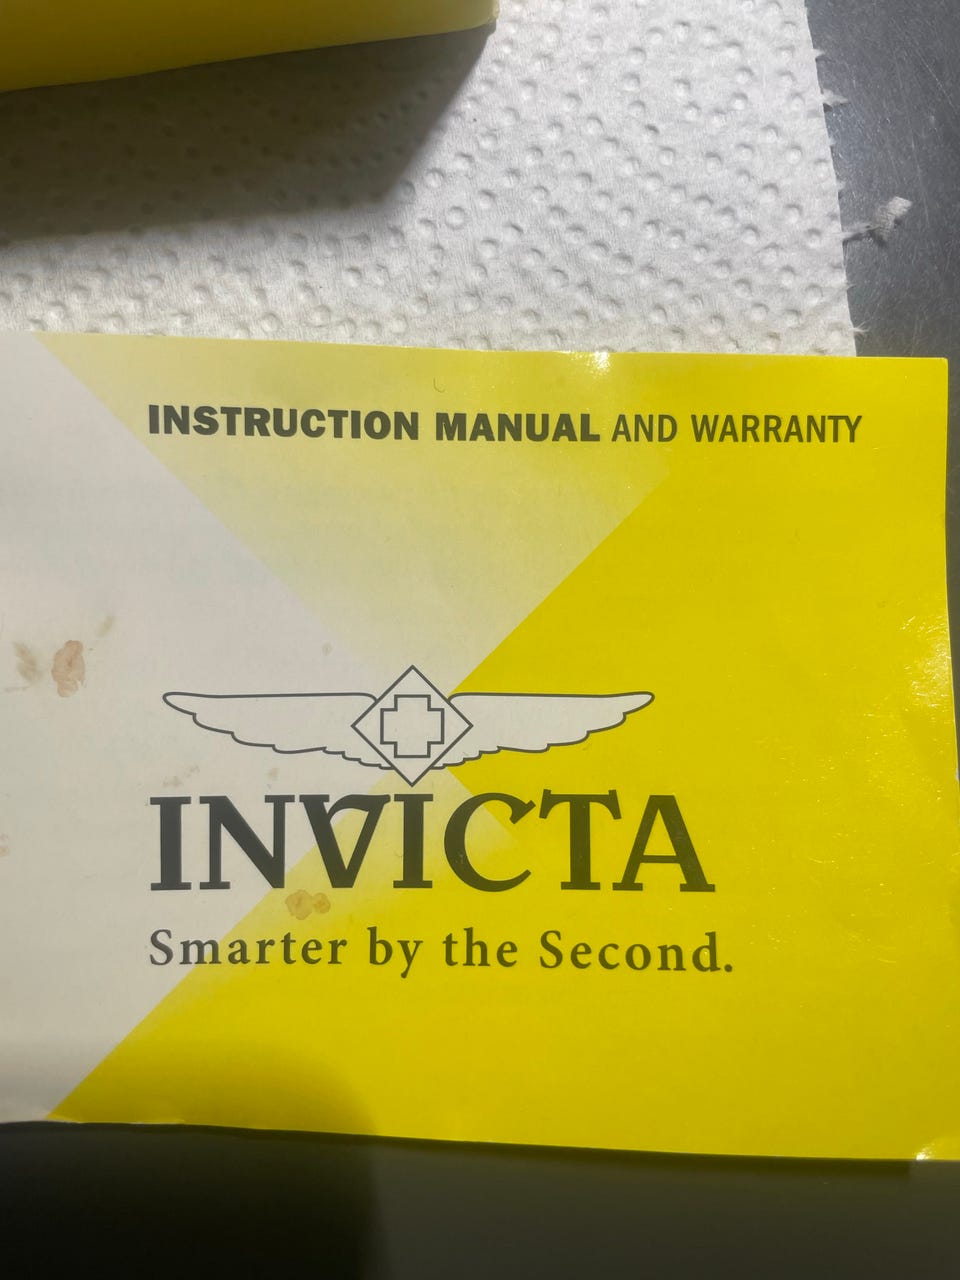 INSTRUCTION MANUAL AND WARRANTY
INVICTA
Smarter by the Second.